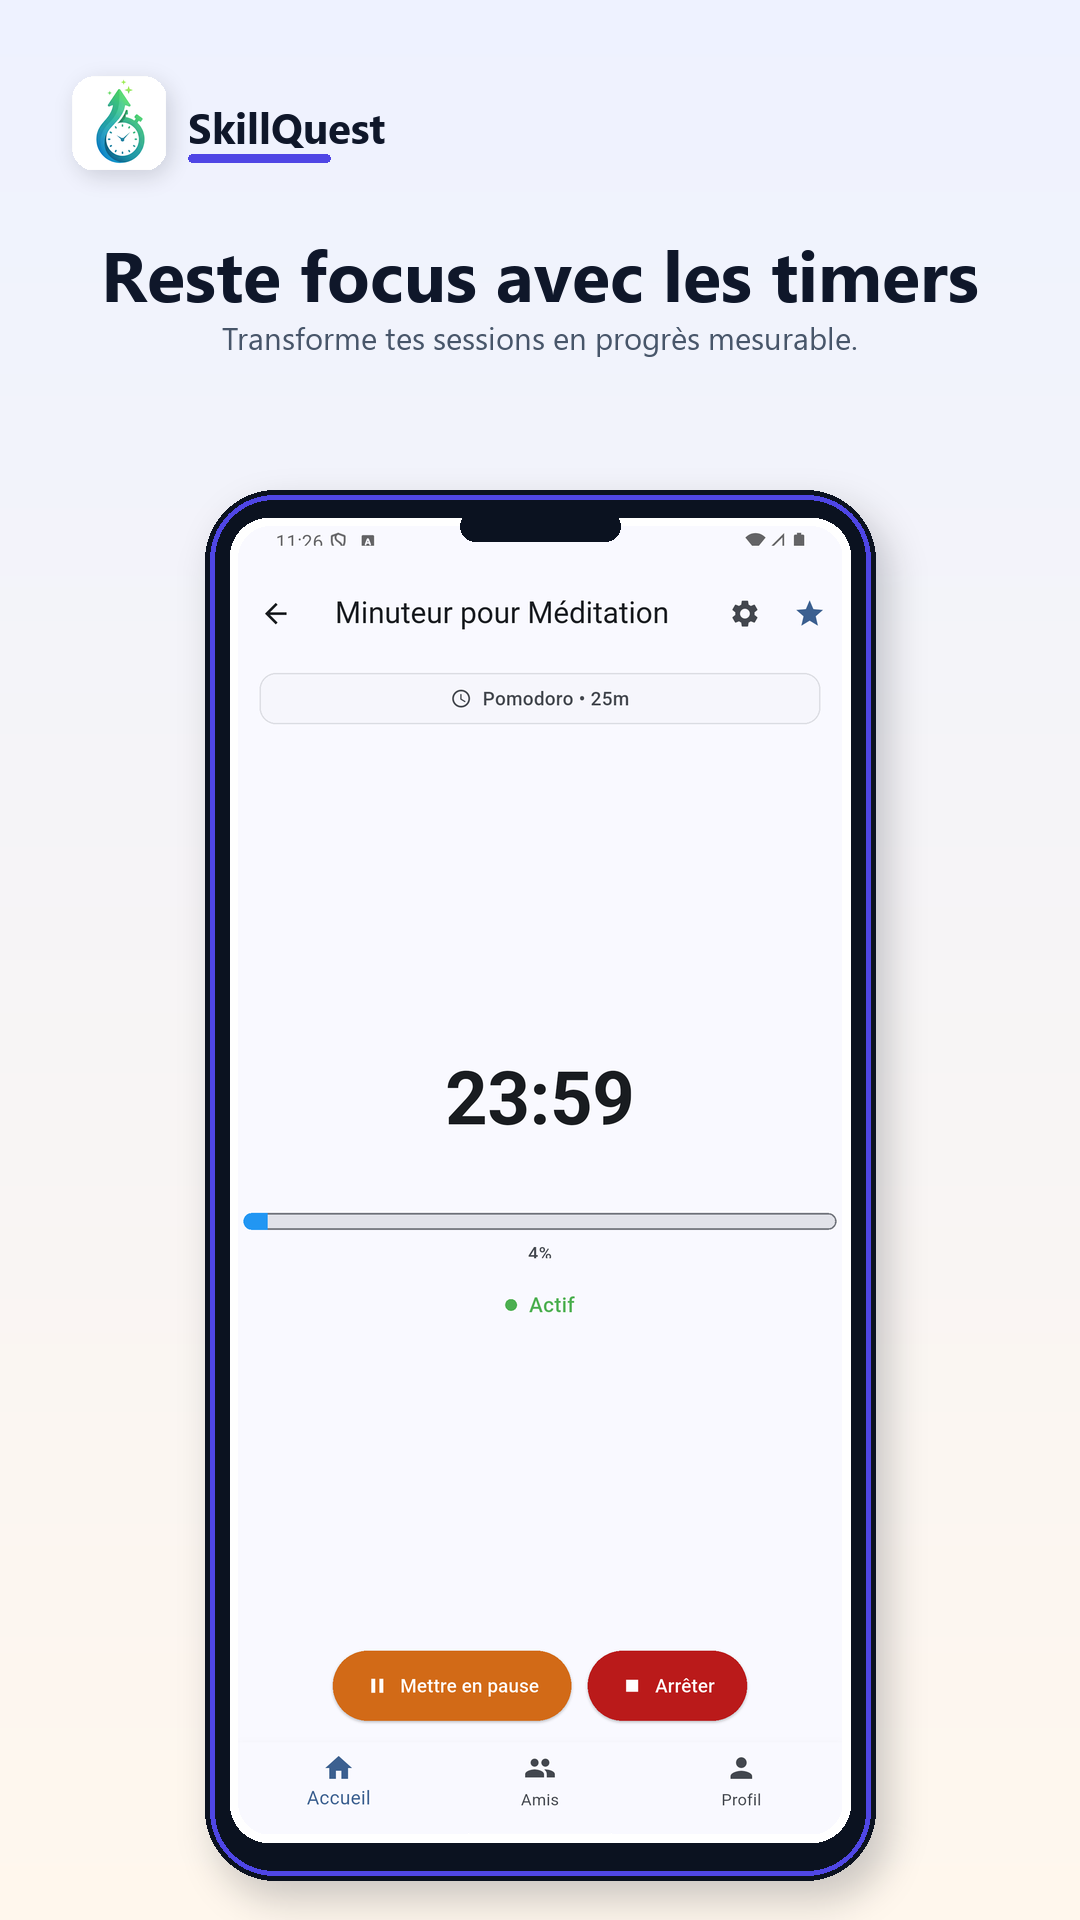 SkillQuest
Reste focus avec les timers
Transforme tes sessions en progrès mesurable.
11:26
Minuteur pour Méditation
Pomodoro • 25m
23:59
4%
Actif
Mettre en pause
Arrêter
Accueil
Amis
Profil